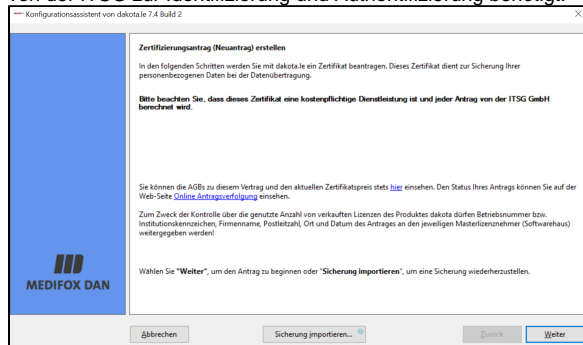 von der ITSG zur Identifizierung und Authentifizierung benötigt.
Konfigurationsassistent von dakota.le 7.4 Build 2
Zertifizierungsantrag (Neuantrag) erstellen
In den folgenden Schritten werden Sie mit dakota.le ein Zertifikat beantragen. Dieses Zertifikat dient zur Sicherung Ihrer
personenbezogenen Daten bei der Datenübertragung.
Bitte beachten Sie, dass dieses Zertifikat eine kostenpflichtige Dienstleistung ist und jeder Antrag von der ITSG GmbH
berechnet wird.
Sie können die AGBs zu diesem Vertrag und den aktuellen Zertifikatspreis stets hier einsehen. Den Status Ihres Antrags können Sie auf der
Web-Seite Online Antragsverfolgung einsehen.
Zum Zweck der Kontrolle über die genutzte Anzahl von verkauften Lizenzen des Produktes dakota dürfen Betriebsnummer bzw.
Institutionskennzeichen, Firmenname, Postleitzahl, Ort und Datum des Antrages an den jeweiligen Masterlizenznehmer (Softwarehaus)
weitergegeben werden!
Wählen Sie "Weiter", um den Antrag zu beginnen oder "Sicherung importieren", um eine Sicherung wiederherzustellen.
MEDIFOX DAN
Abbrechen
Sicherung importieren...
Zurück
Weiter